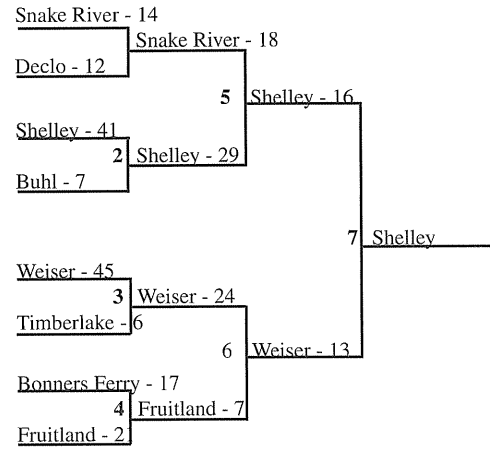 Snake River - 14
Snake River - 18
Declo - 12
5 Shelley - 16
Shelley - 41
2 Shelley - 29
Buhl - 7
7 Shelley
Weiser - 45
3 Weiser - 24
Timberlake - 6
6 Weiser - 13
Bonners Ferry - 17
4 Fruitland - 7
Fruitland - 2